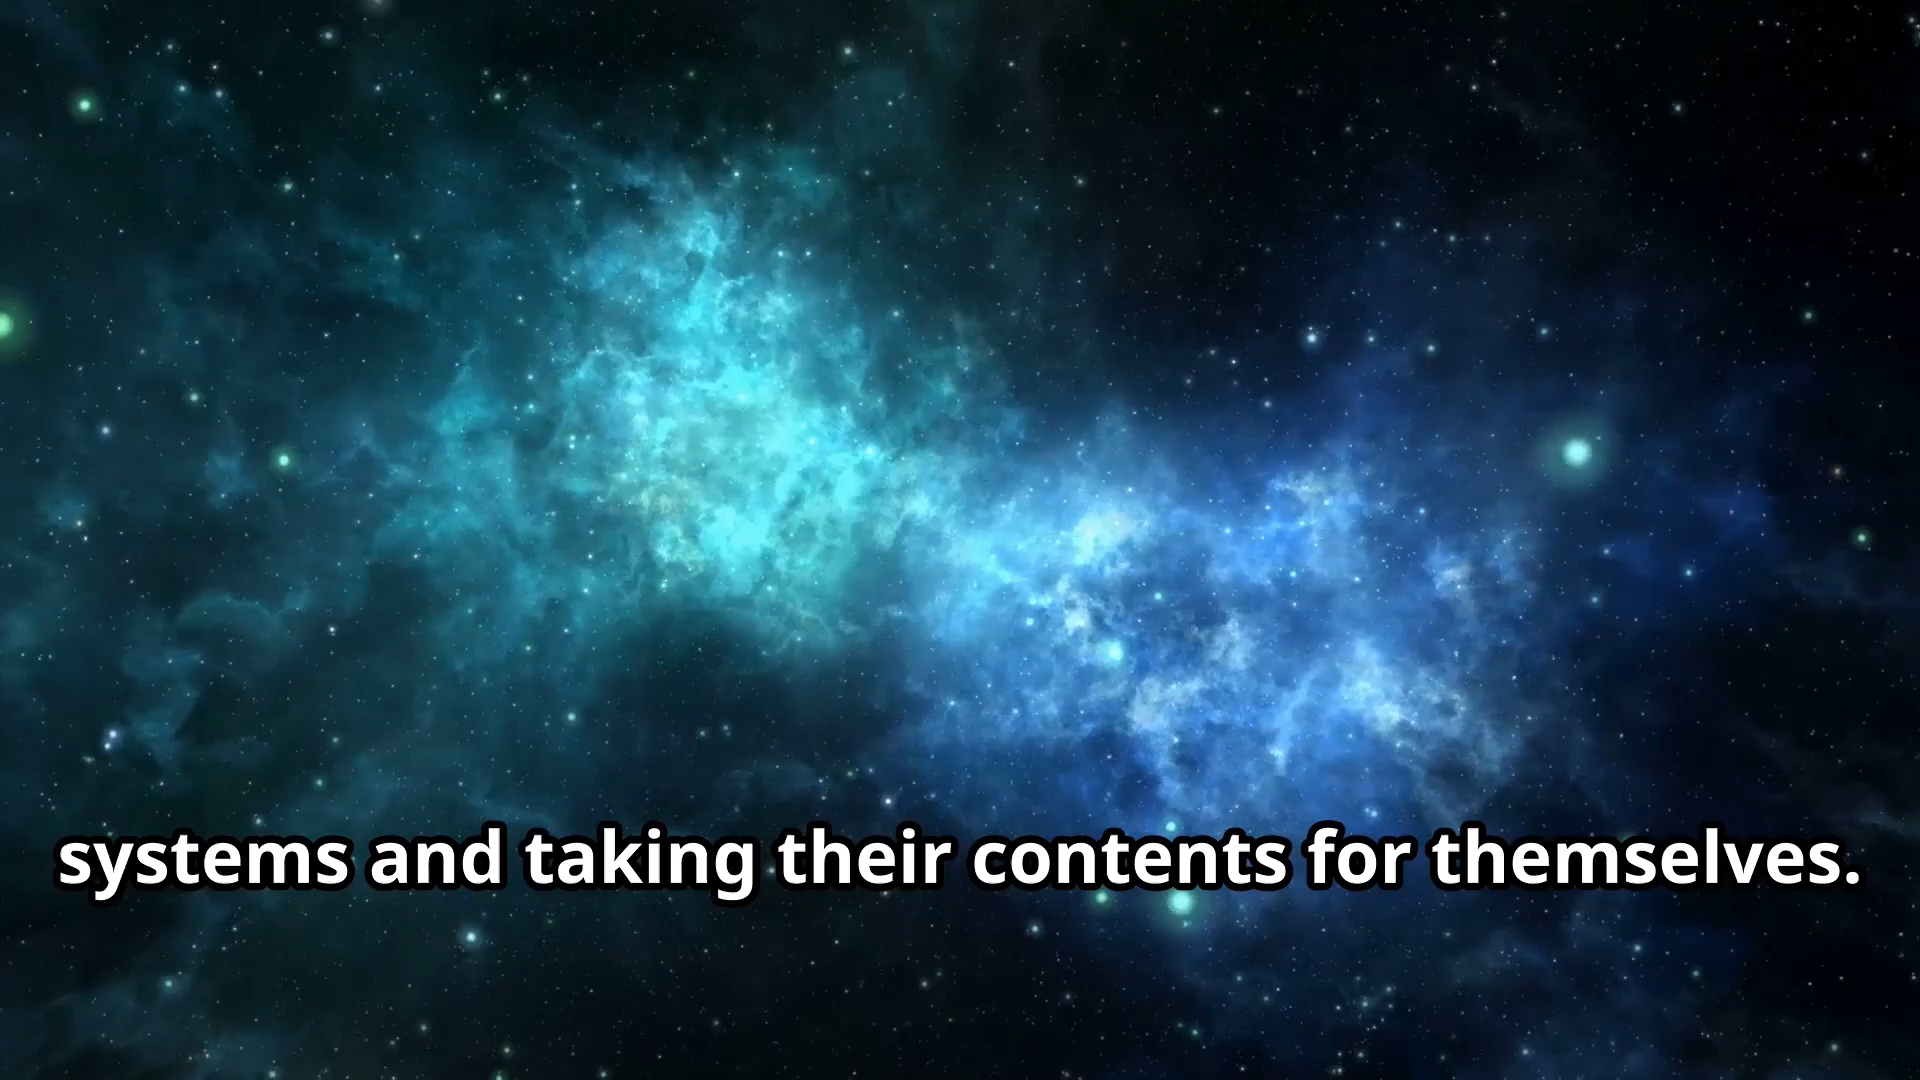 systems and taking their contents for themselves.